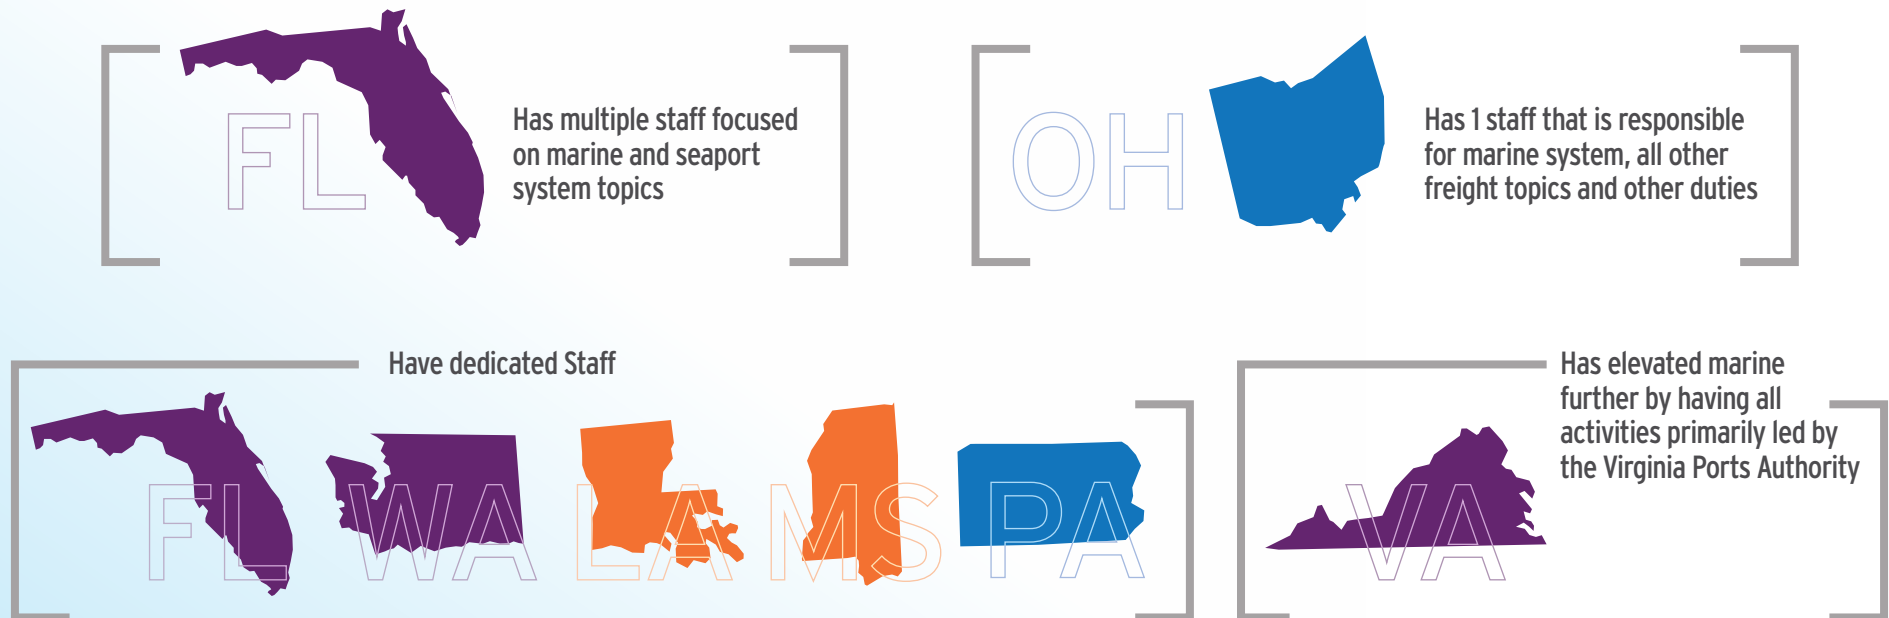 FL
Has multiple staff focused
on marine and seaport
system topics
OH
Has 1 staff that is responsible
for marine system, all other
freight topics and other duties
Have dedicated Staff
FL
WA
LA
MS
PA
Has elevated marine
further by having all
activities primarily led by
the Virginia Ports Authority
VA